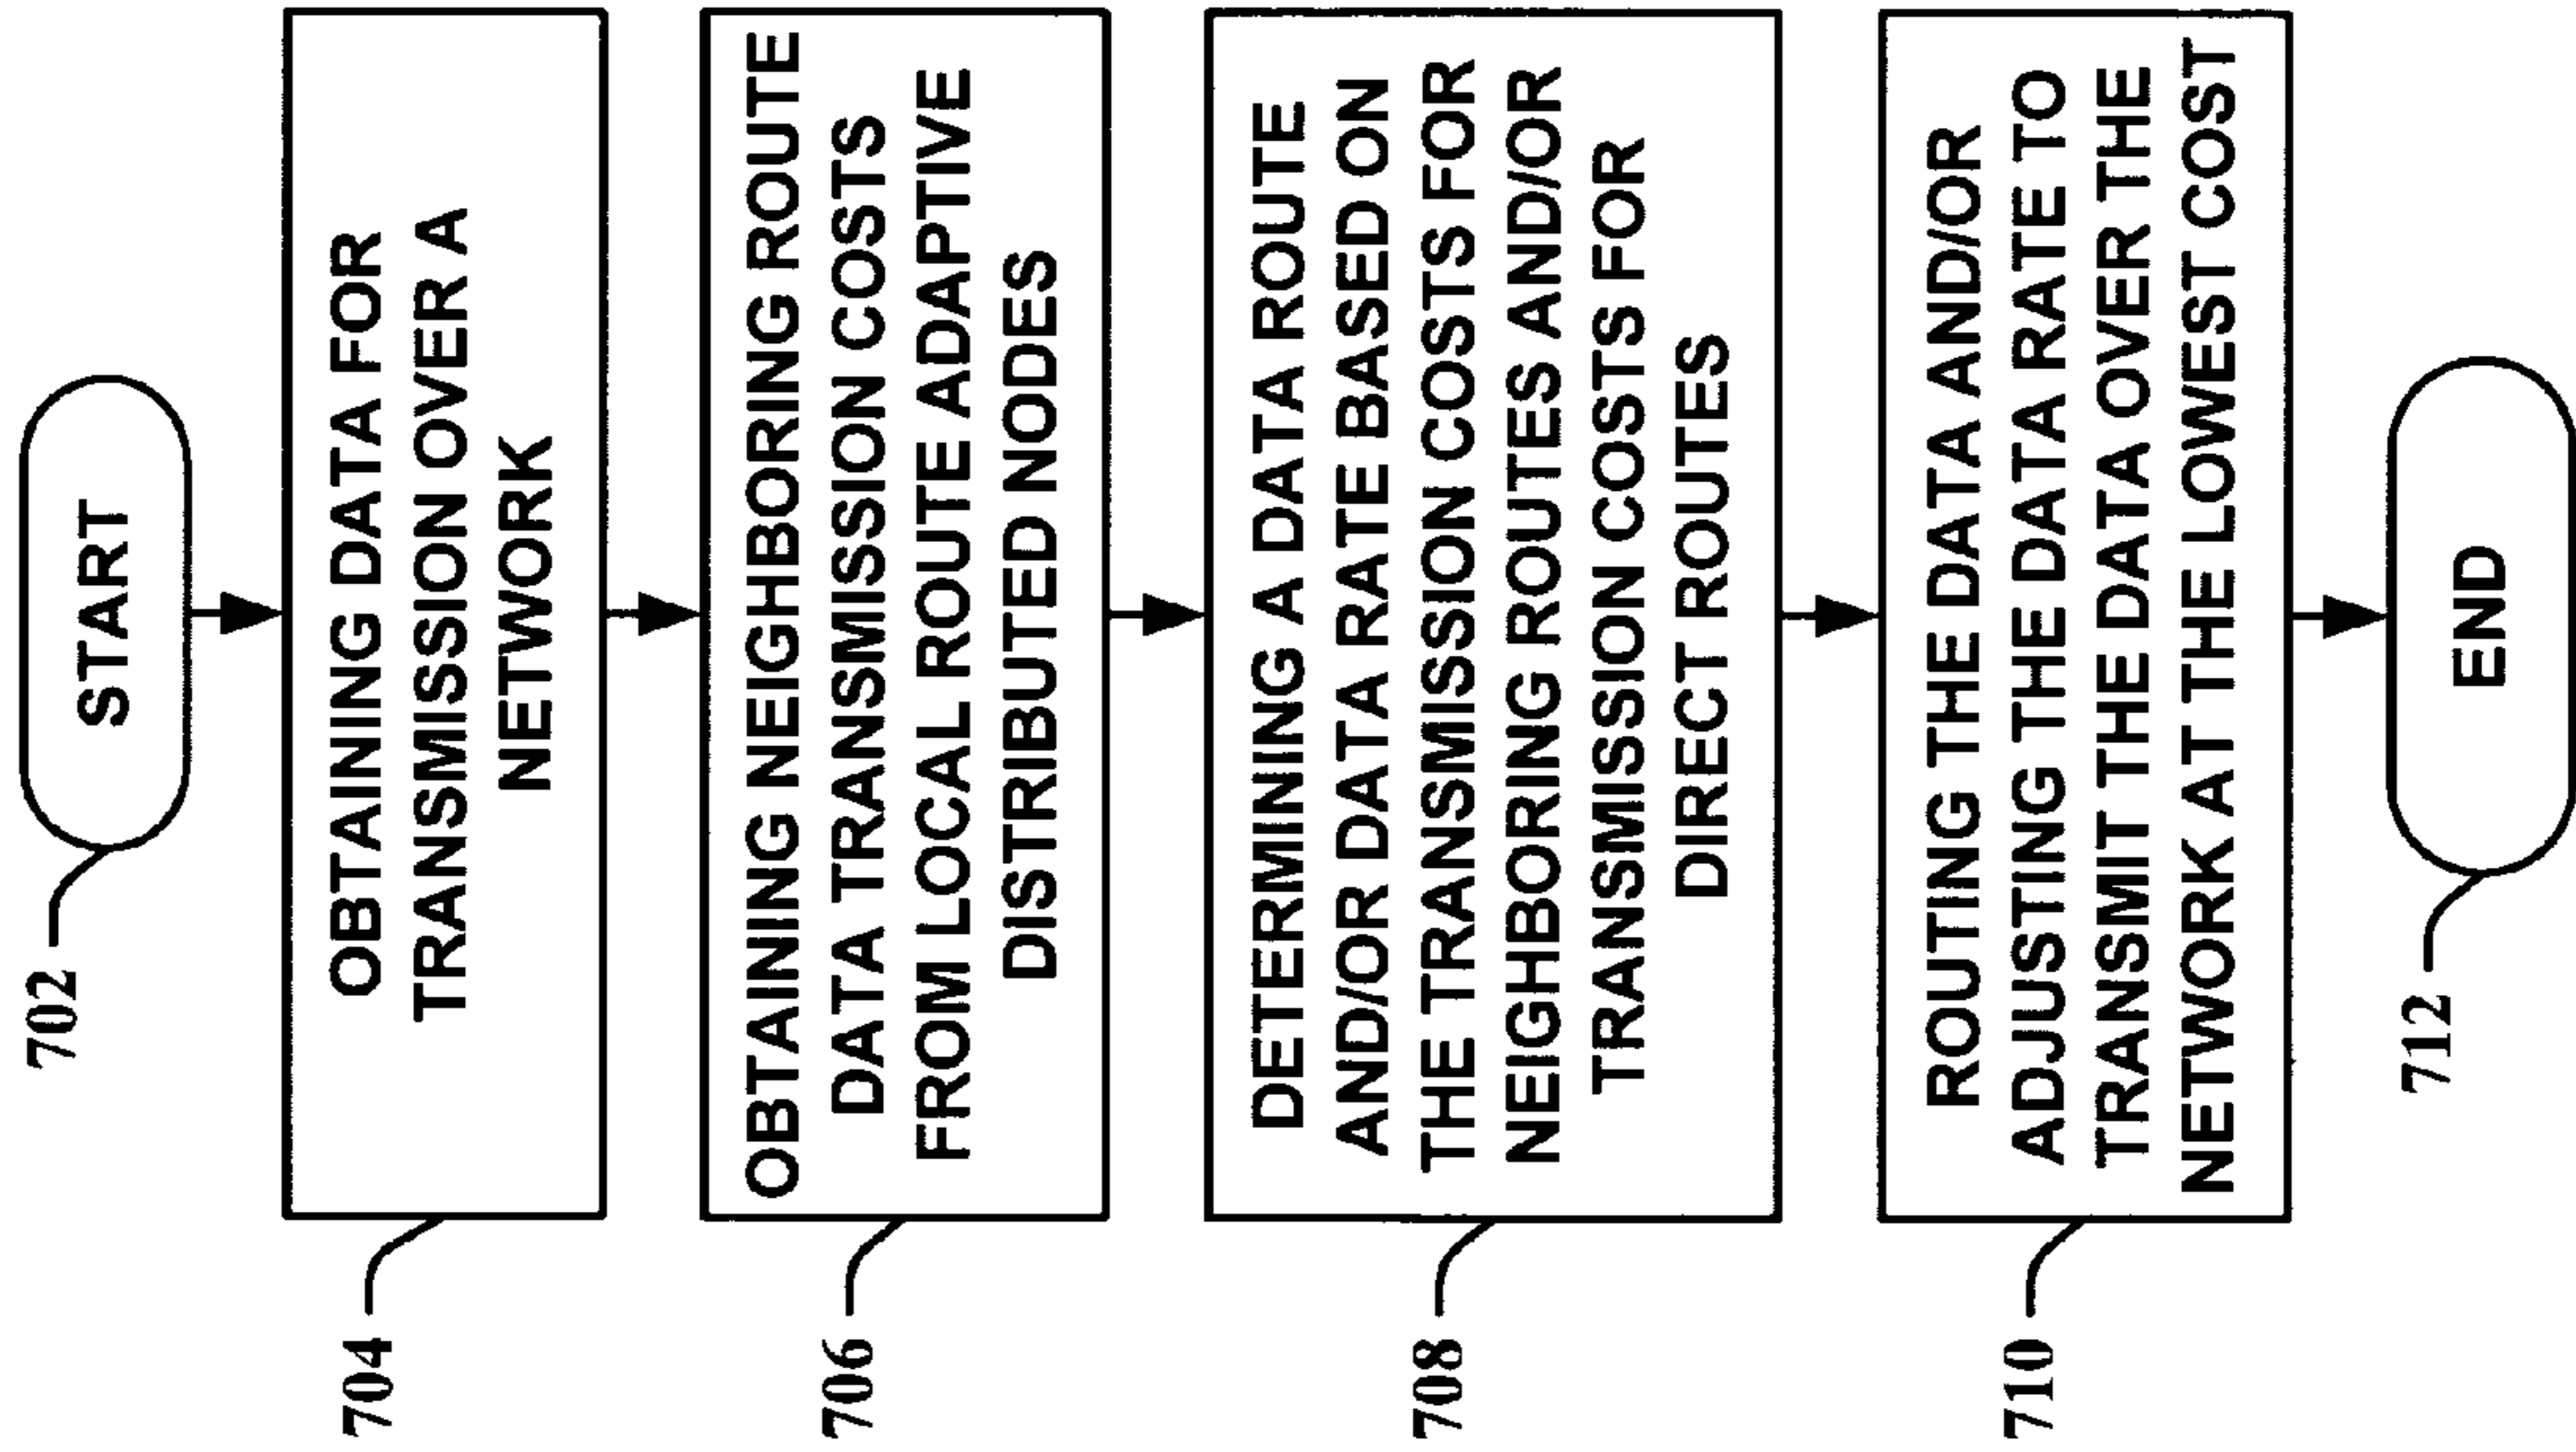 START
702
OBTAINING DATA FOR
TRANSMISSION OVER A
NETWORK
704
OBTAINING NEIGHBORING ROUTE
DATA TRANSMISSION COSTS
FROM LOCAL ROUTE ADAPTIVE
DISTRIBUTED NODES
706
DETERMINING A DATA ROUTE
AND/OR DATA RATE BASED ON
THE TRANSMISSION COSTS FOR
NEIGHBORING ROUTES AND/OR
TRANSMISSION COSTS FOR
DIRECT ROUTES
708
ROUTING THE DATA AND/OR
ADJUSTING THE DATA RATE TO
TRANSMIT THE DATA OVER THE
NETWORK AT THE LOWEST COST
710
END
712